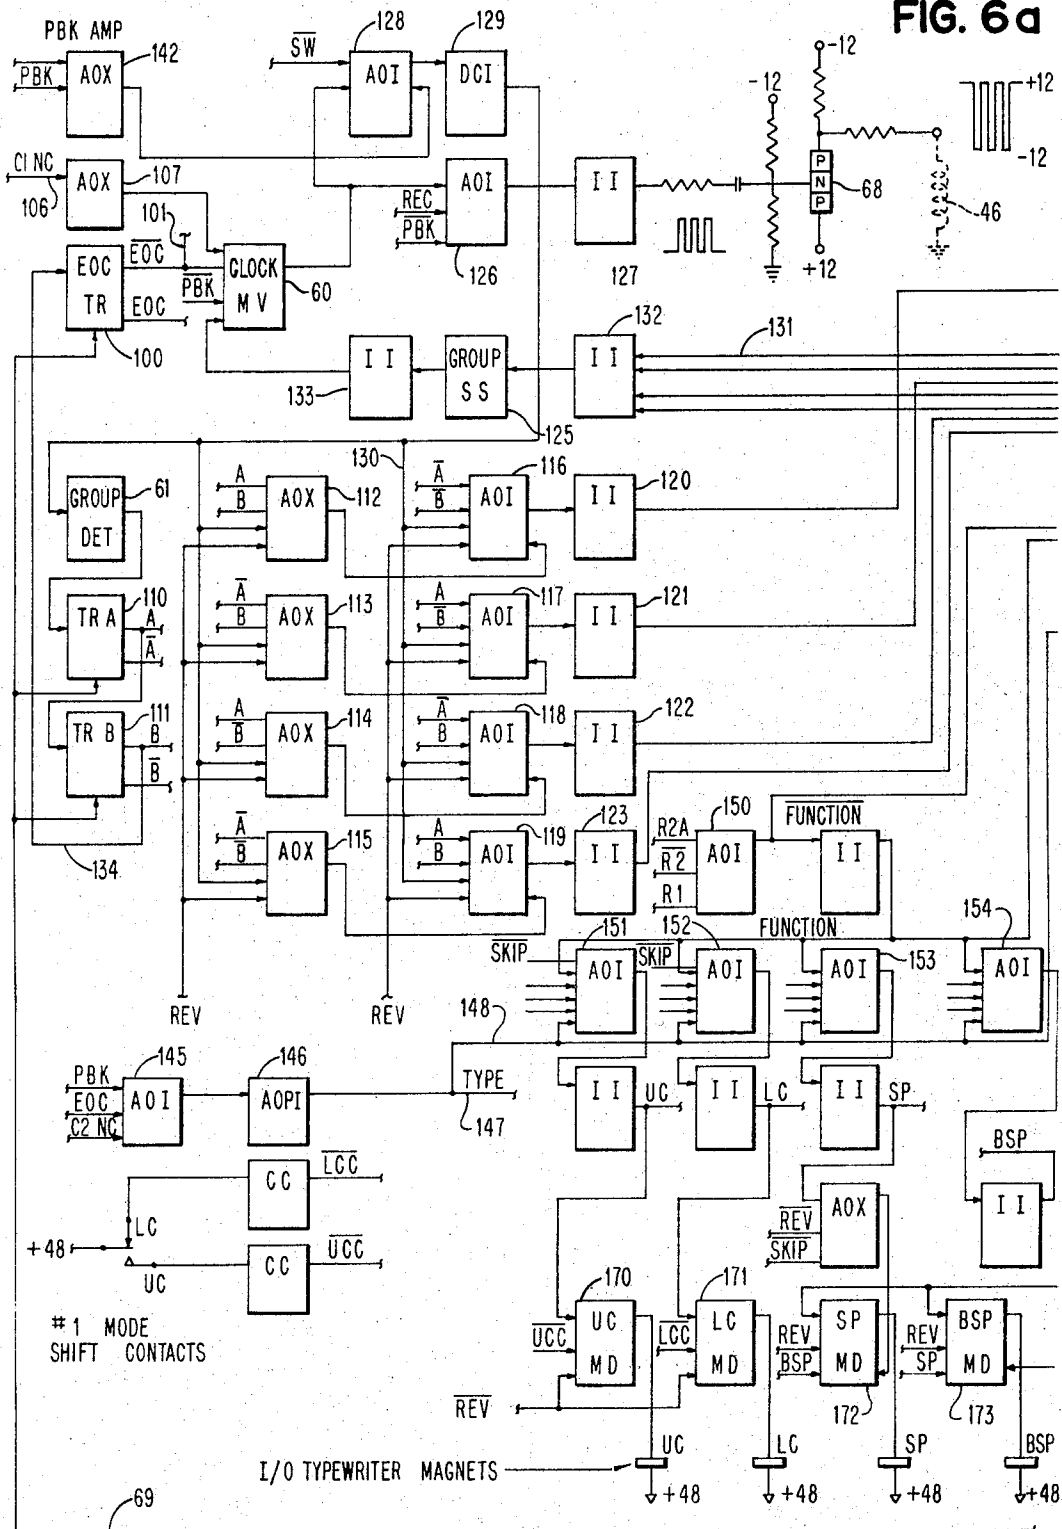 FIG. 6a
PBK AMP
142
AOX
PBK
SW
128
AOI
129
DCI
-12
-12
+12
-12
CI NC
106
AOX
107
101
EOC
EOC
TR
EOC
100
PBK
CLOCK
MV
60
REC
PBK
AOI
126
II
127
P
N
P
68
+12
46
II
133
GROUP
SS
125
132
II
131
130
GROUP
DET
61
A
B
AOX
112
A
B
AOI
116
II
120
TR A
110
A
A
A
B
AOX
113
A
B
AOI
117
II
121
TR B
111
B
B
A
B
AOX
114
A
B
AOI
118
II
122
134
A
B
AOX
115
A
B
AOI
119
II
123
R2A
R2
R1
AOI
150
FUNCTION
II
FUNCTION
REV
REV
SKIP
151
AOI
SKIP
152
AOI
AOI
153
154
AOI
148
PBK
EOC
C2 NC
145
AOI
146
AOPI
TYPE
147
II
UC
II
LC
II
SP
BSP
II
CC
LCC
LC
+48
UC
CC
UCC
REV
SKIP
AOX
#1 MODE
SHIFT CONTACTS
UCC
170
UC
MD
LCC
171
LC
MD
REV
BSP
SP
MD
172
REV
SP
BSP
MD
173
REV
I/O TYPEWRITER MAGNETS
UC
+48
LC
+48
SP
+48
BSP
+48
69